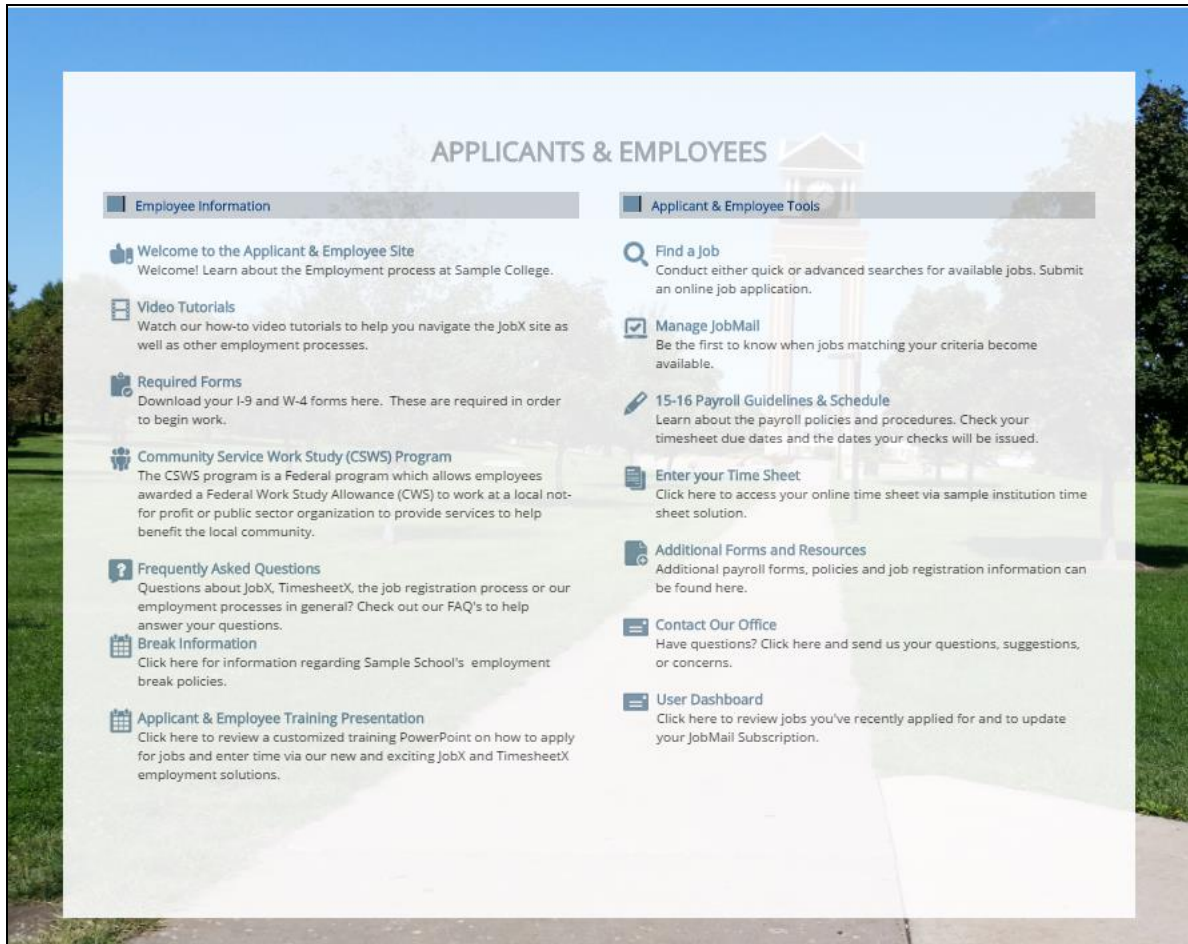 APPLICANTS & EMPLOYEES
Employee Information
Welcome to the Applicant & Employee Site
Welcome! Learn about the Employment process at Sample College.
Video Tutorials
Watch our how-to video tutorials to help you navigate the JobX site as
well as other employment processes.
Required Forms
Download your I-9 and W-4 forms here.  These are required in order
to begin work.
Community Service Work Study (CSWS) Program
The CSWS program is a Federal program which allows employees
awarded a Federal Work Study Allowance (CWS) to work at a local not-
for profit or public sector organization to provide services to help
benefit the local community.
Frequently Asked Questions
Questions about JobX, TimesheetX, the job registration process or our
employment processes in general? Check out our FAQ's to help
answer your questions.
Break Information
Click here for information regarding Sample School's  employment
break policies.
Applicant & Employee Training Presentation
Click here to review a customized training PowerPoint on how to apply
for jobs and enter time via our new and exciting JobX and TimesheetX
employment solutions.
Applicant & Employee Tools
Find a Job
Conduct either quick or advanced searches for available jobs. Submit
an online job application.
Manage JobMail
Be the first to know when jobs matching your criteria become
available.
15-16 Payroll Guidelines & Schedule
Learn about the payroll policies and procedures. Check your
timesheet due dates and the dates your checks will be issued.
Enter your Time Sheet
Click here to access your online time sheet via sample institution time
sheet solution.
Additional Forms and Resources
Additional payroll forms, policies and job registration information can
be found here.
Contact Our Office
Have questions? Click here and send us your questions, suggestions,
or concerns.
User Dashboard
Click here to review jobs you've recently applied for and to update
your JobMail Subscription.